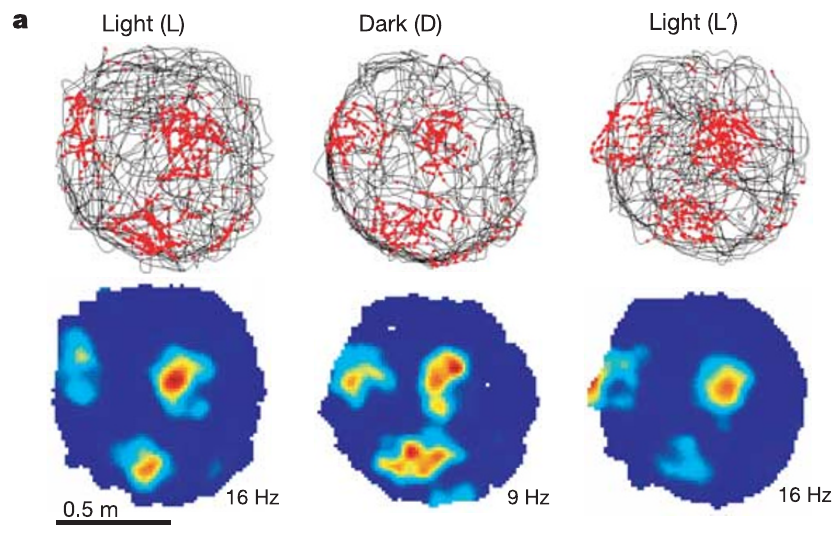 a
Light (L) Dark (D) Light (L′)
16 Hz 9 Hz 16 Hz
0.5 m